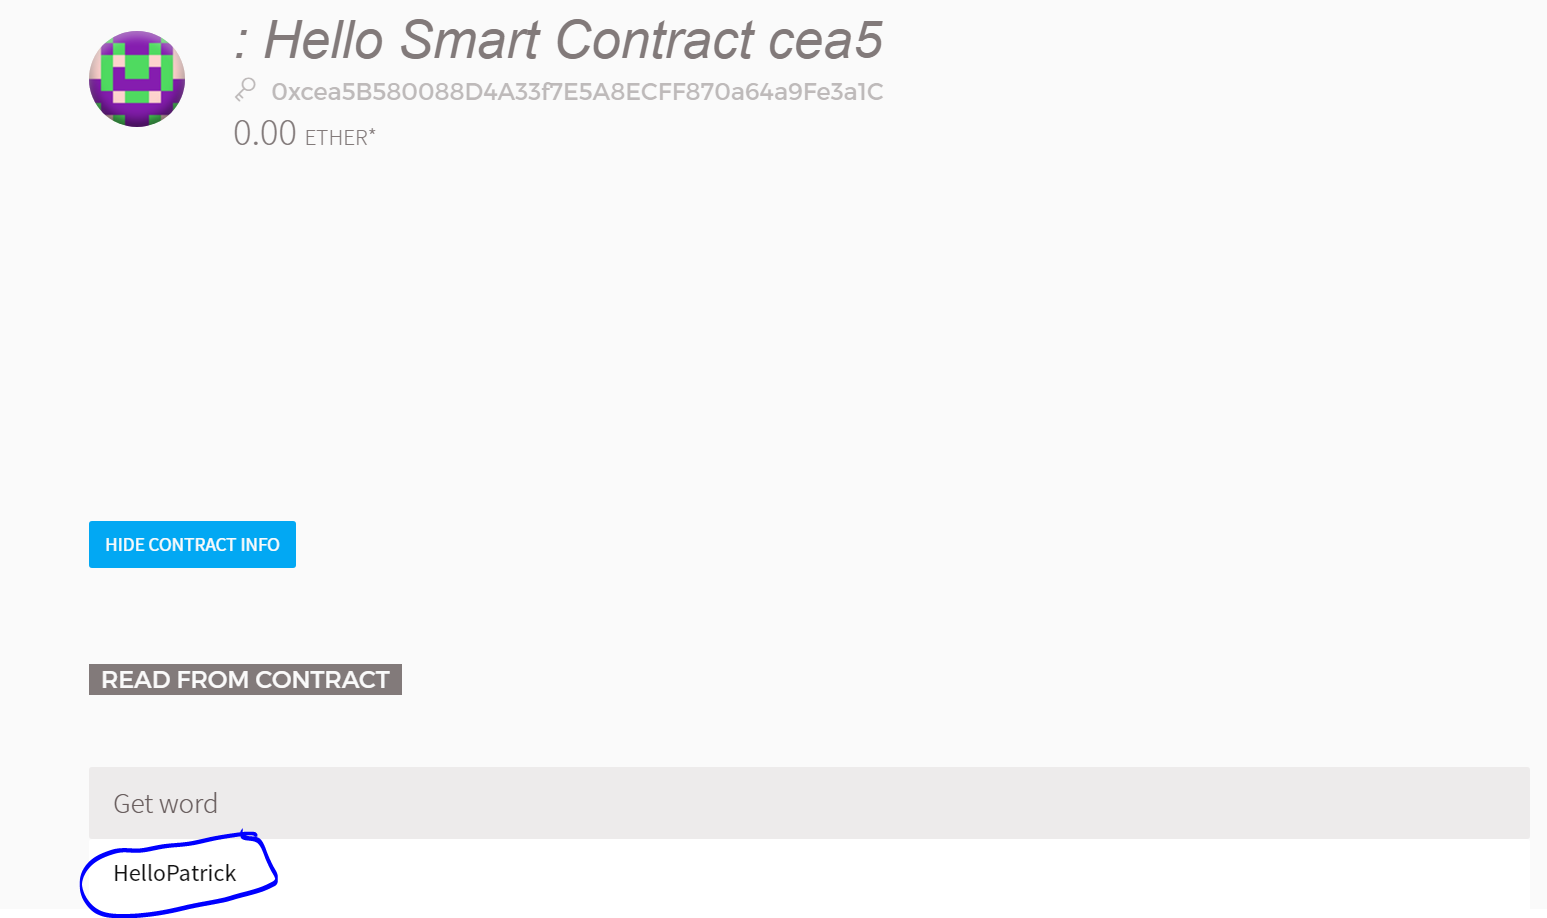 : Hello Smart Contract cea5
0xcea5B580088D4A33f7E5A8ECFF870a64a9Fe3a1C
0.00 ETHER*
HIDE CONTRACT INFO
READ FROM CONTRACT
Get word
HelloPatrick